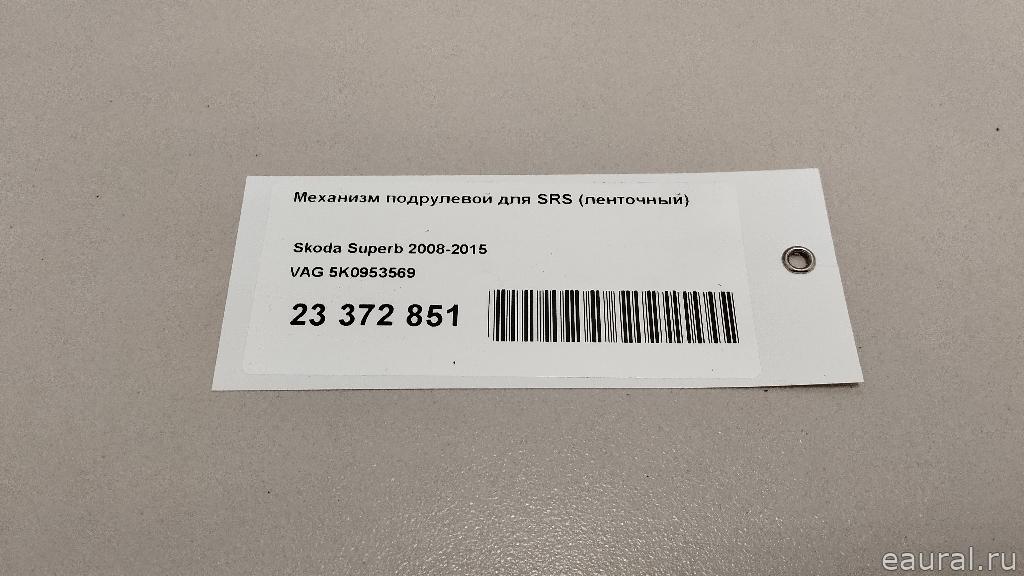 Механизм подрулевой для SRS (ленточный)
Skoda Superb 2008-2015
VAG 5K0953569
23 372 851
eaural.ru